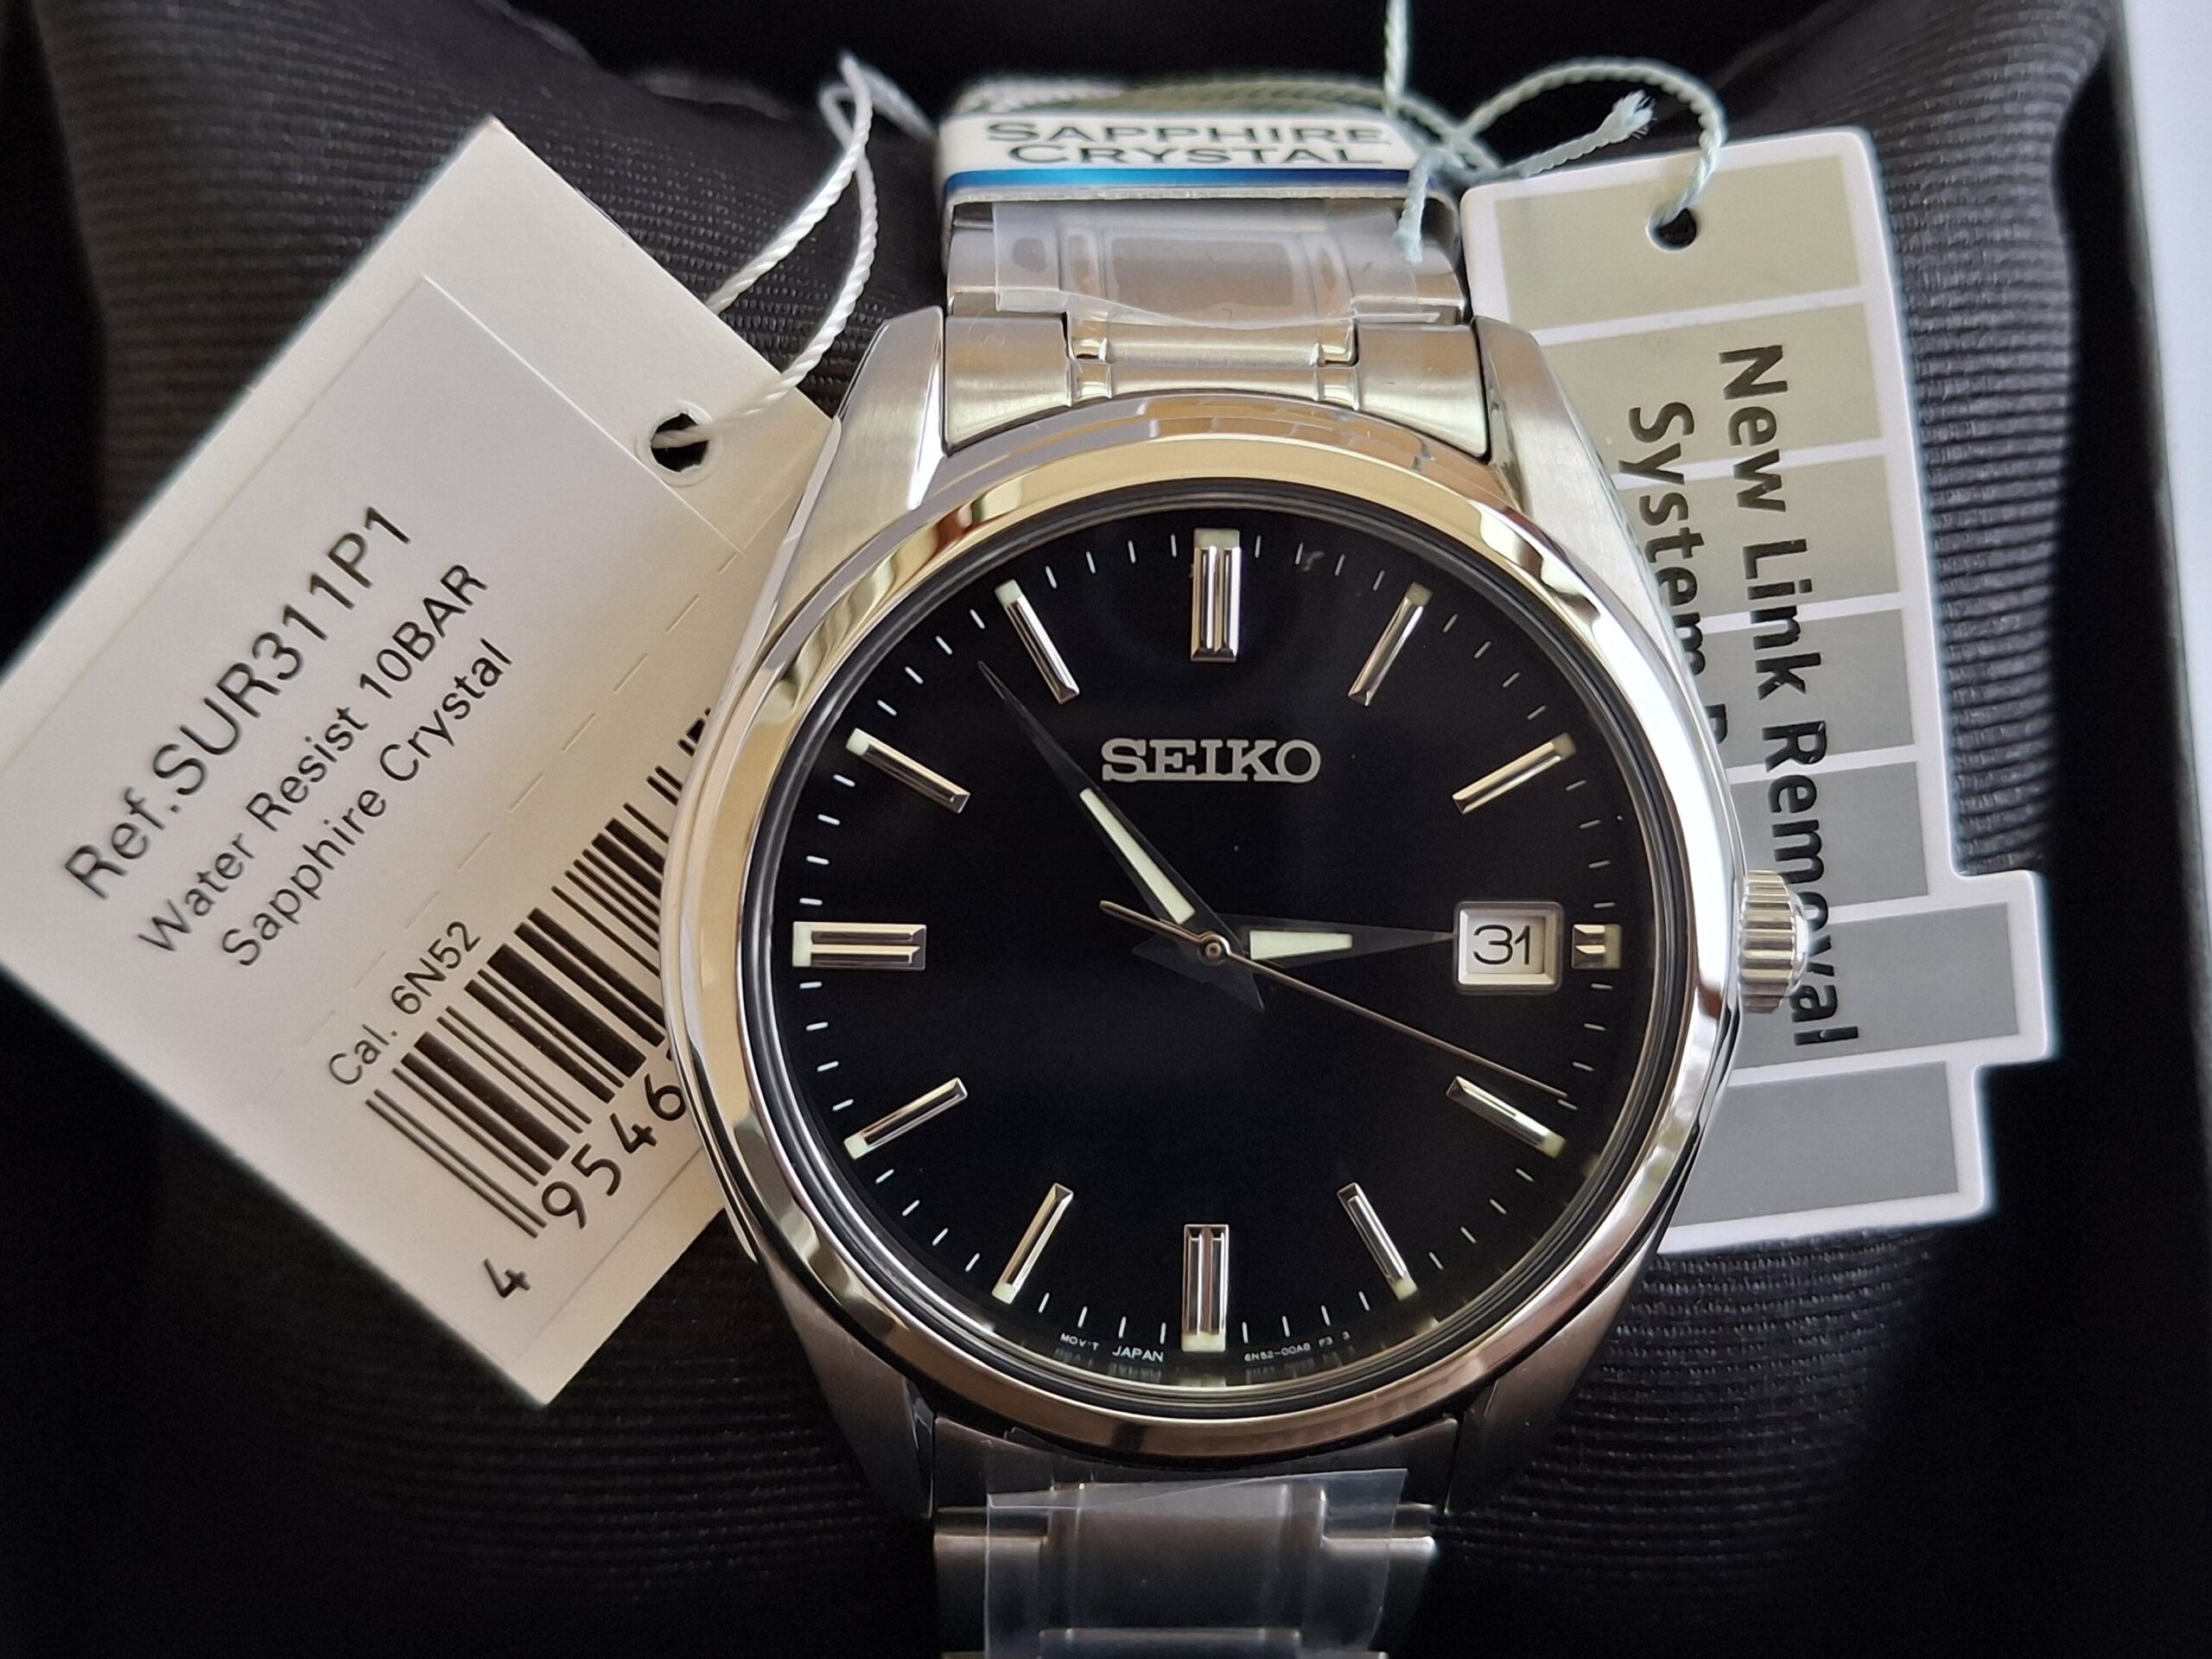 SAPPHIRE
CRYSTAL
Ref.SUR311P1
Water Resist 10BAR
Sapphire Crystal
Cal. 6N52
4 9546
New Link Removal
System
SEIKO
31
MOV'T JAPAN